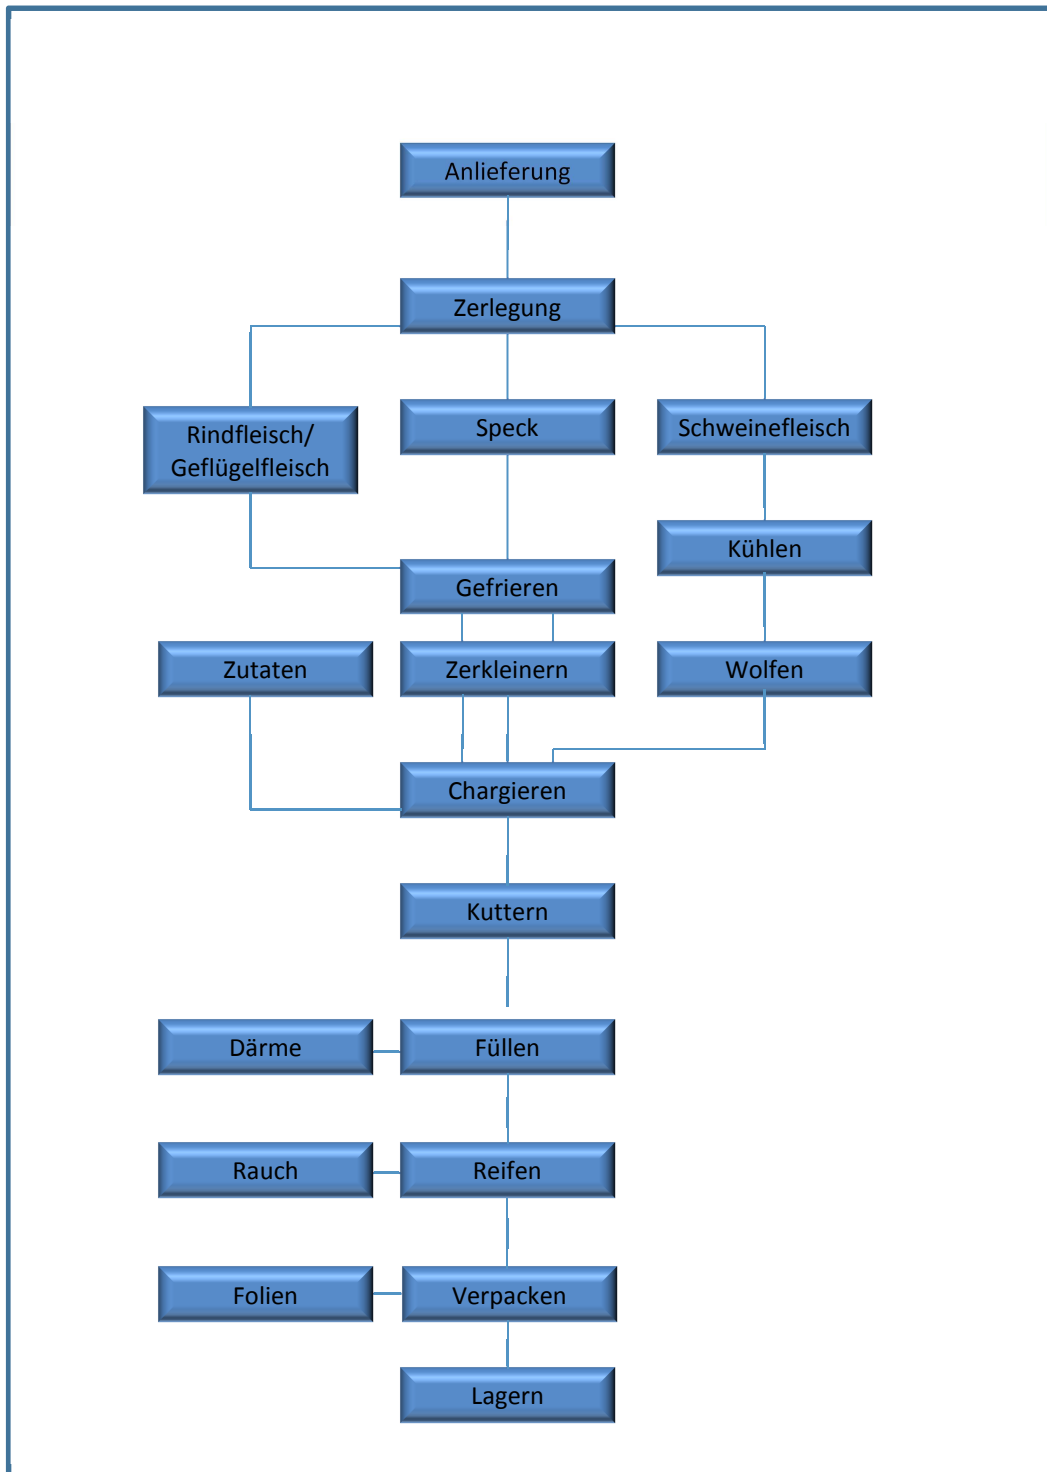 Anlieferung
Zerlegung
Rindfleisch/
Geflügelfleisch
Speck
Schweinefleisch
Kühlen
Gefrieren
Zutaten
Zerkleinern
Wolfen
Chargieren
Kuttern
Därme
Füllen
Rauch
Reifen
Folien
Verpacken
Lagern